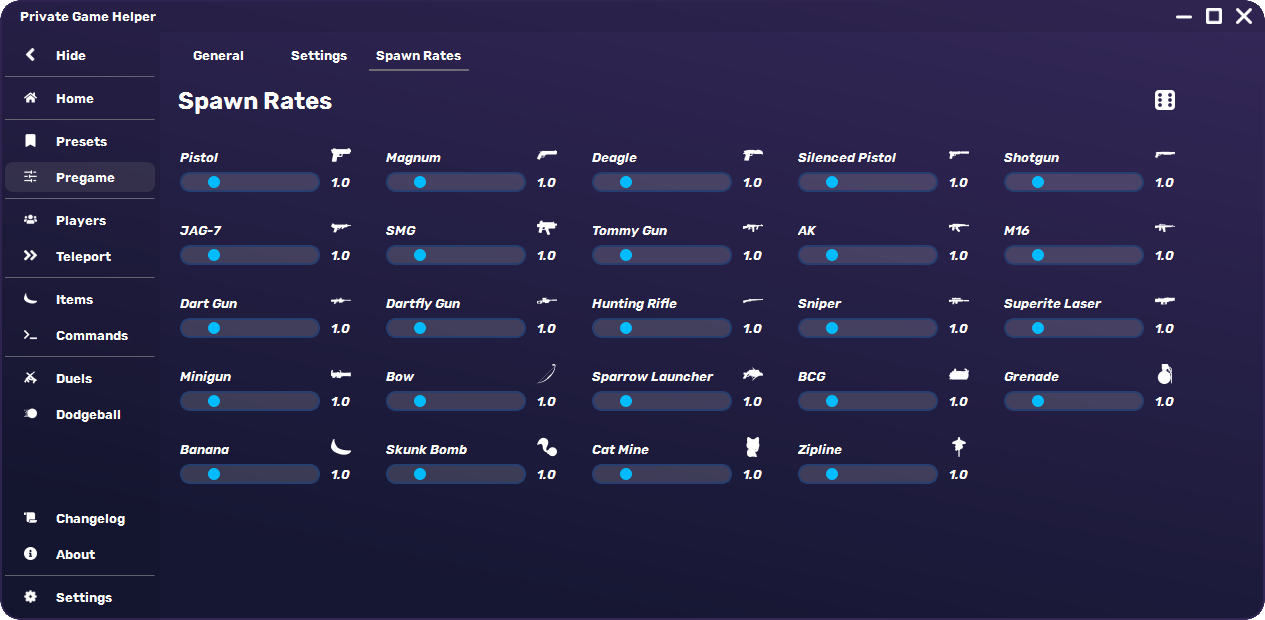 Private Game Helper
Hide
Home
Presets
Pregame
Players
Teleport
Items
Commands
Duels
Dodgeball
Changelog
About
Settings
General Settings Spawn Rates
Spawn Rates
Pistol Magnum Deagle Silenced Pistol Shotgun
1.0 1.0 1.0 1.0 1.0
JAG-7 SMG Tommy Gun AK M16
1.0 1.0 1.0 1.0 1.0
Dart Gun Dartfly Gun Hunting Rifle Sniper Superite Laser
1.0 1.0 1.0 1.0 1.0
Minigun Bow Sparrow Launcher BCG Grenade
1.0 1.0 1.0 1.0 1.0
Banana Skunk Bomb Cat Mine Zipline
1.0 1.0 1.0 1.0